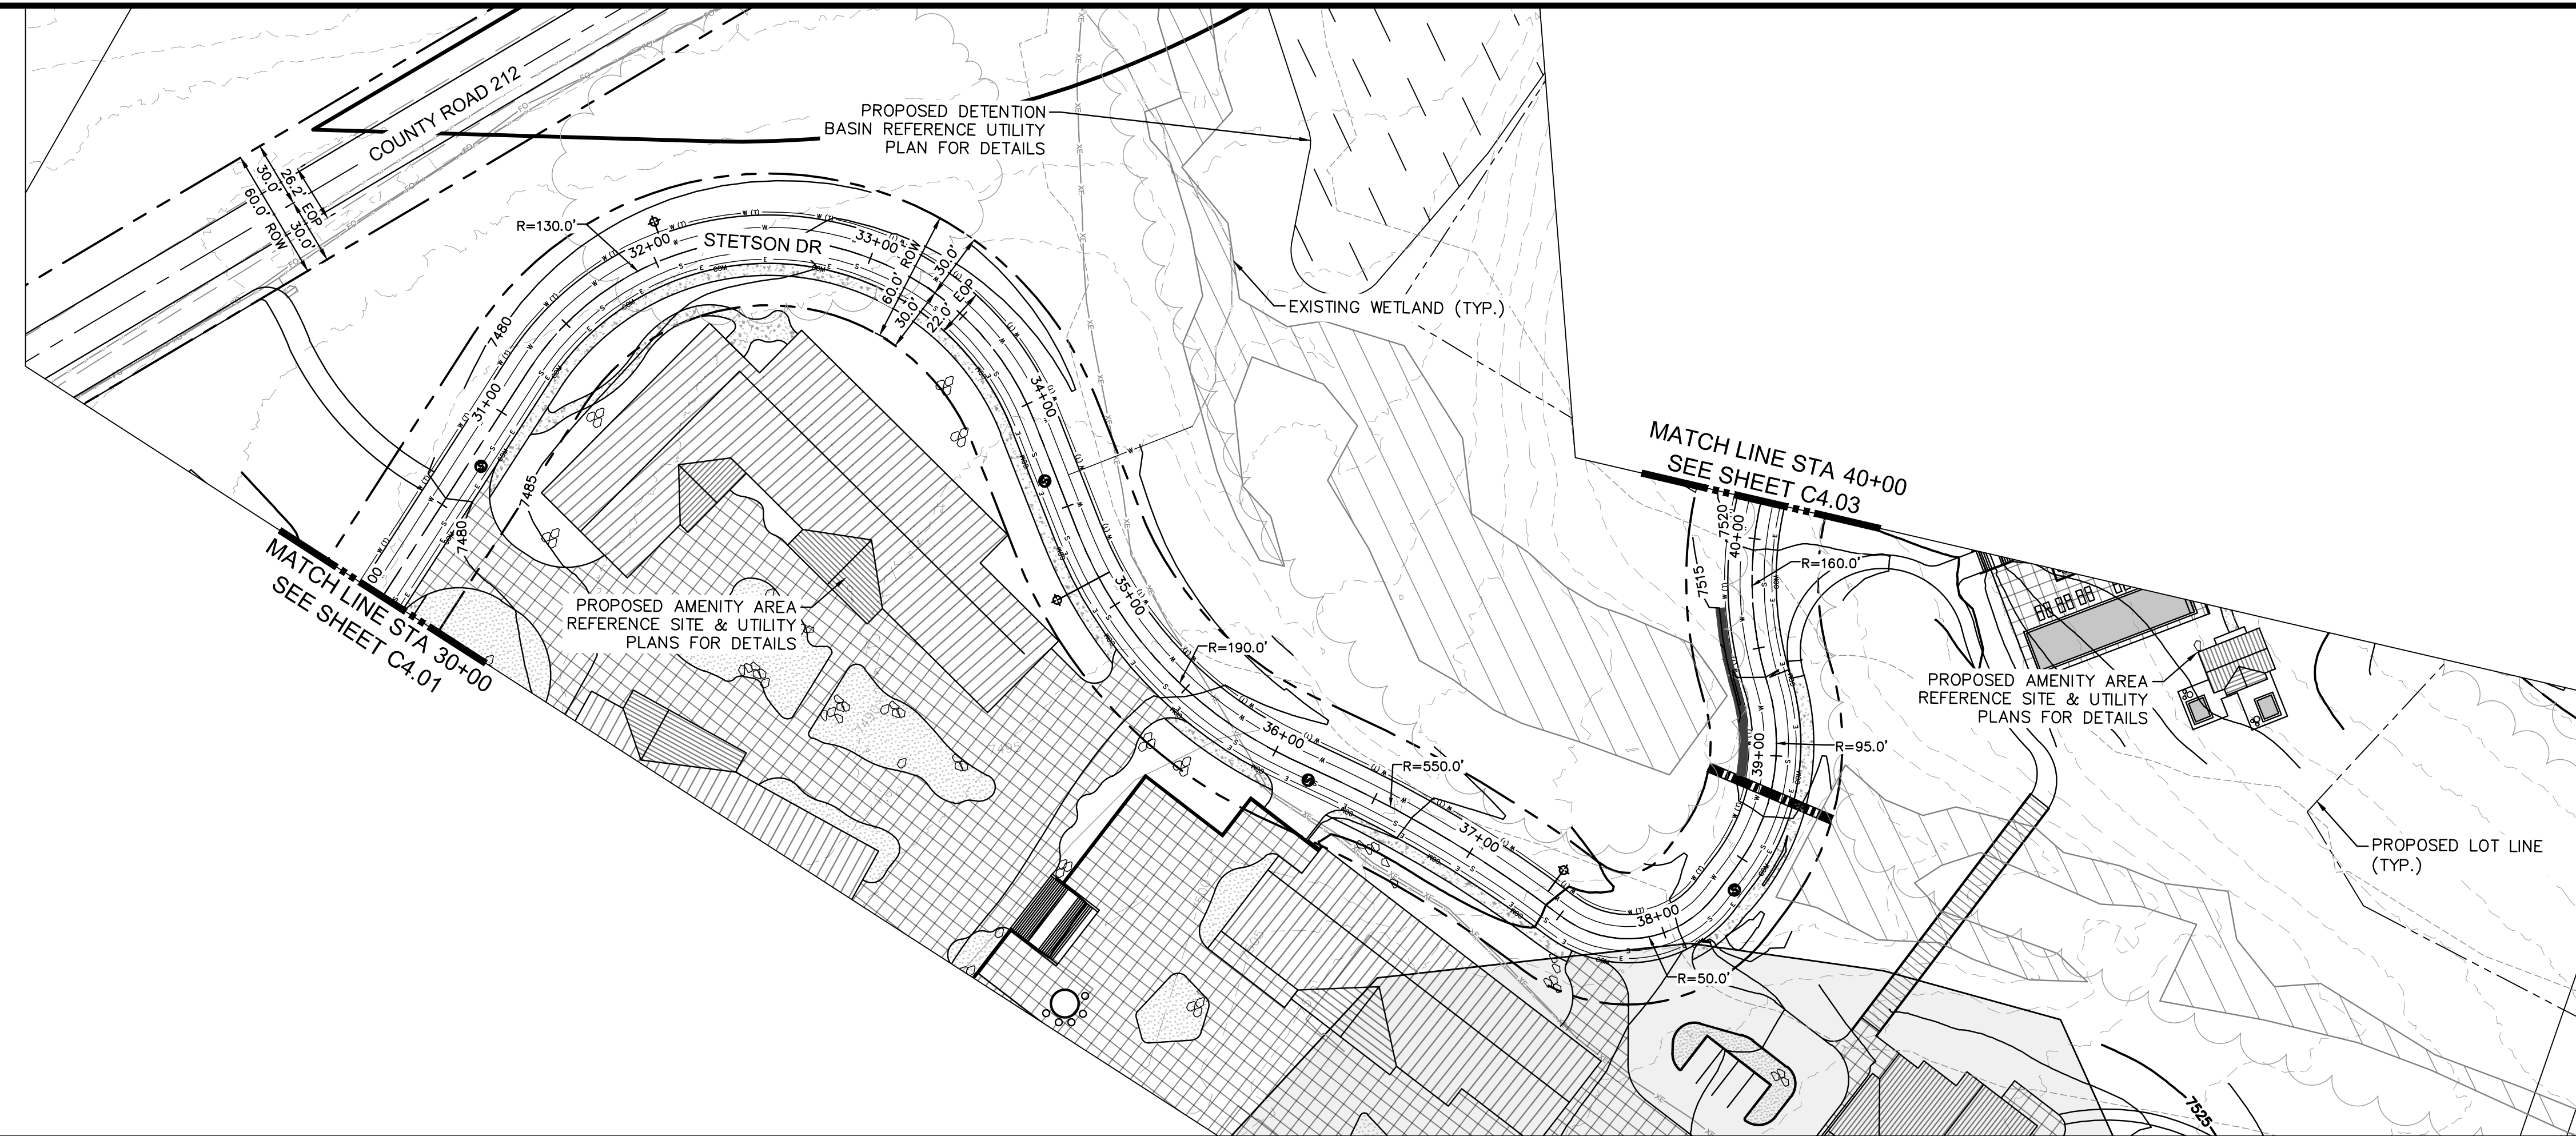 COUNTY ROAD 212
30.0'
26.2' EOP
60.0' ROW
30.0'
PROPOSED DETENTION
BASIN REFERENCE UTILITY
PLAN FOR DETAILS
EXISTING WETLAND (TYP.)
R=130.0'
32+00
STETSON DR
33+00
60.0' ROW
30.0'
30.0'
22.0' EOP
7480
31+00
34+00
7485
7480
00
MATCH LINE STA 30+00
SEE SHEET C4.01
PROPOSED AMENITY AREA
REFERENCE SITE & UTILITY
PLANS FOR DETAILS
35+00
R=190.0'
36+00
R=550.0'
37+00
38+00
R=50.0'
MATCH LINE STA 40+00
SEE SHEET C4.03
7520
40+00
7515
R=160.0'
39+00
R=95.0'
PROPOSED AMENITY AREA
REFERENCE SITE & UTILITY
PLANS FOR DETAILS
PROPOSED LOT LINE
(TYP.)
7525